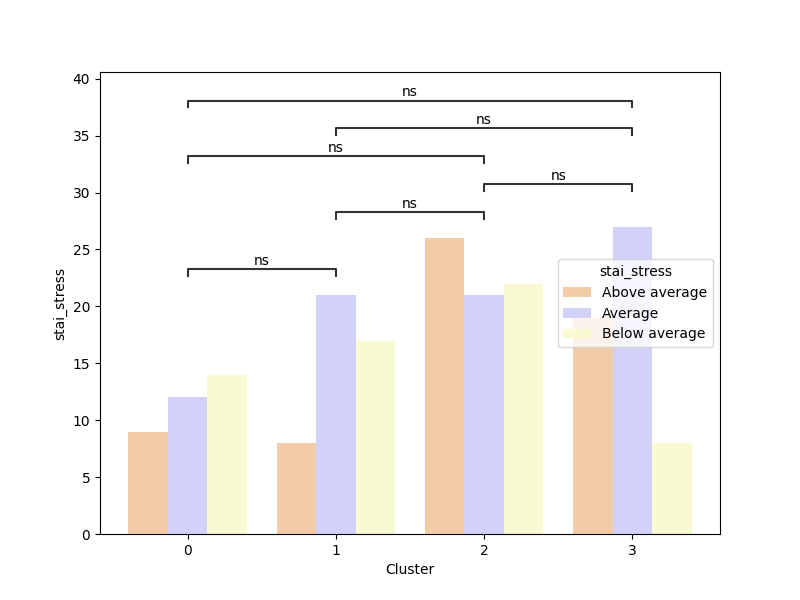 40
ns
ns
35
ns
30
ns
ns
25
ns
stai_stress
stai_stress
Above average
20
Average
Below average
15
10
5
0
0 1 2 3
Cluster